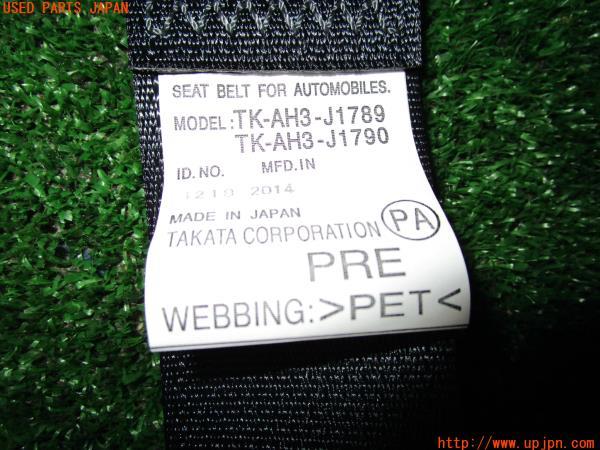 USED PARTS JAPAN.
SEAT BELT FOR AUTOMOBILES.
MODEL:TK-AH3-J1789
TK-AH3-J1790
ID.NO. MFD.IN
1219 2014
MADE IN JAPAN
TAKATA CORPORATION PA
PRE
WEBBING:>PET<
http://www.upjpn.com